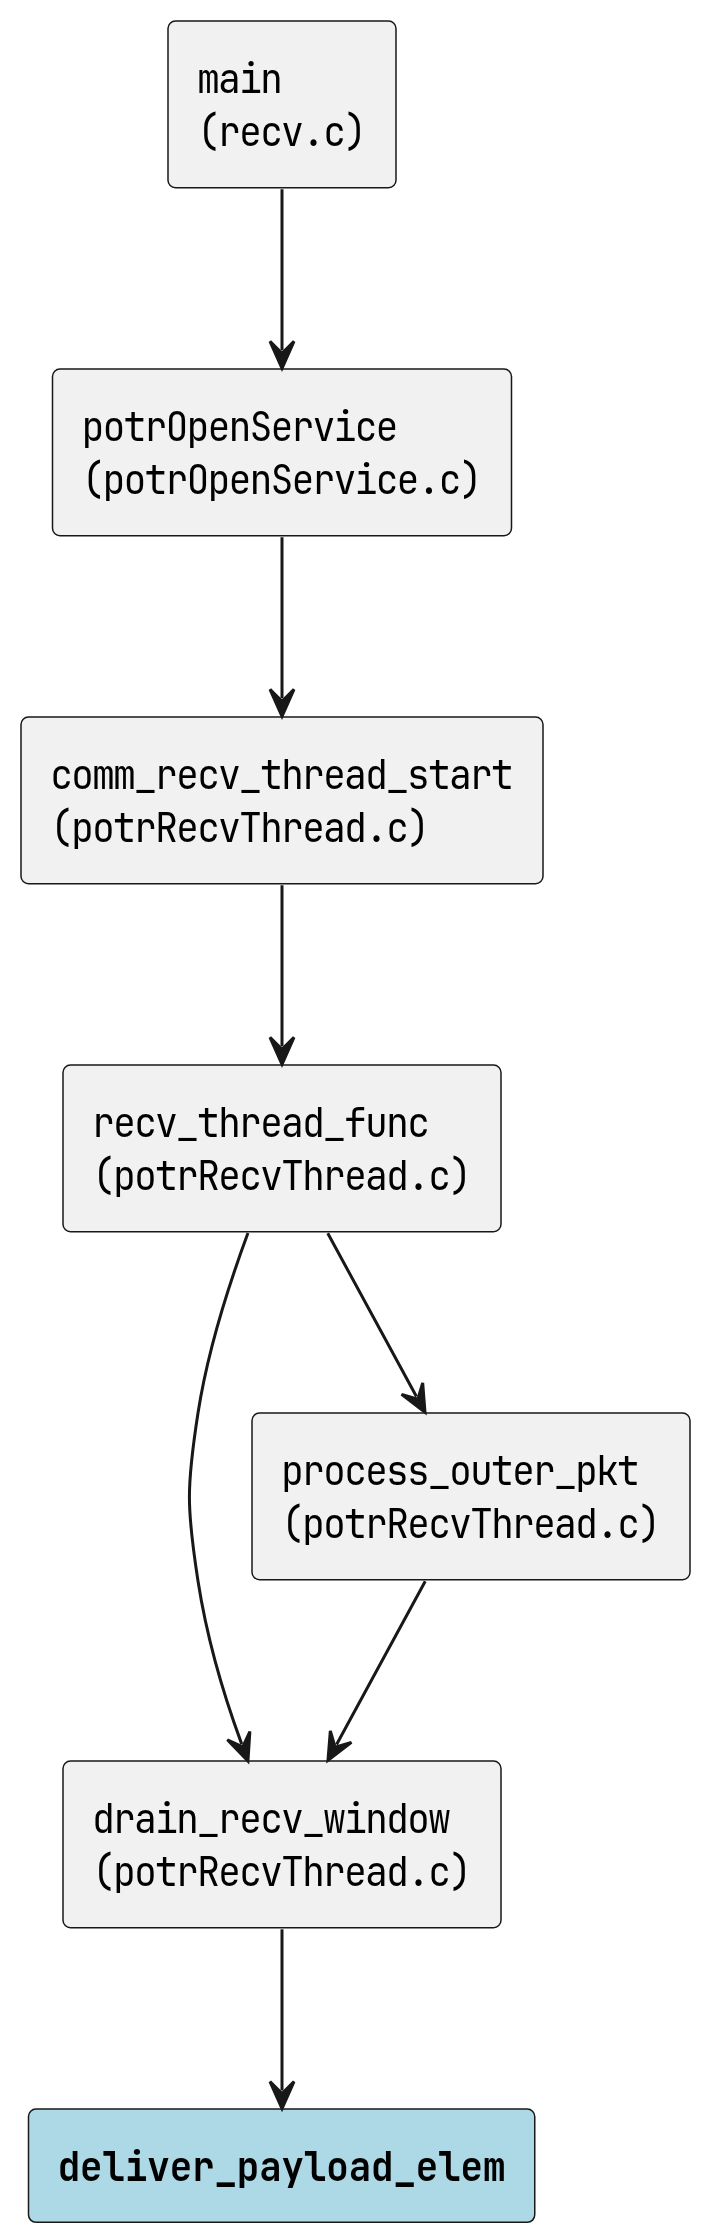 main
(recv.c)
potrOpenService
(potrOpenService.c)
comm_recv_thread_start
(potrRecvThread.c)
recv_thread_func
(potrRecvThread.c)
process_outer_pkt
(potrRecvThread.c)
drain_recv_window
(potrRecvThread.c)
deliver_payload_elem